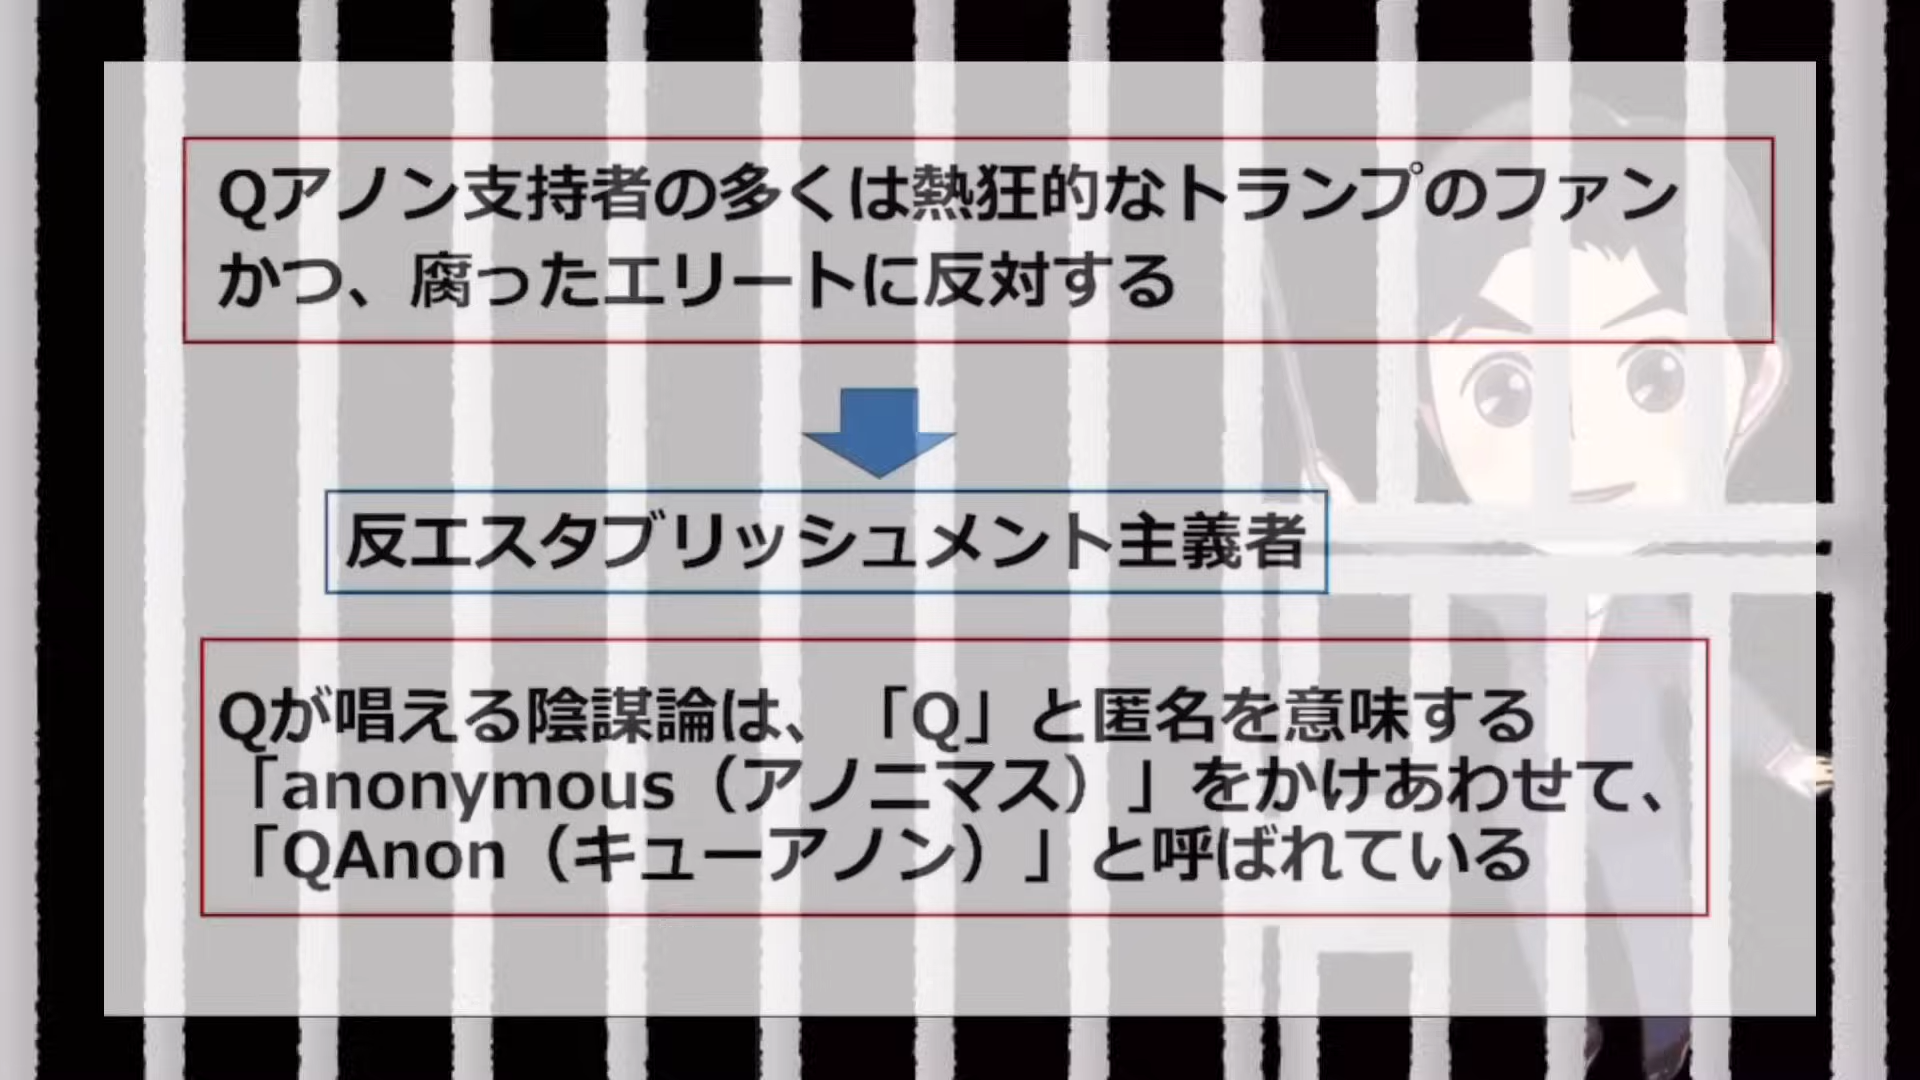 Qアノン支持者の多くは熱狂的なトランプのファン
かつ、腐ったエリートに反対する
反エスタブリッシュメント主義者
Qが唱える陰謀論は、「Q」と匿名を意味する
「anonymous（アノニマス）」をかけあわせて、
「QAnon（キューアノン）」と呼ばれている